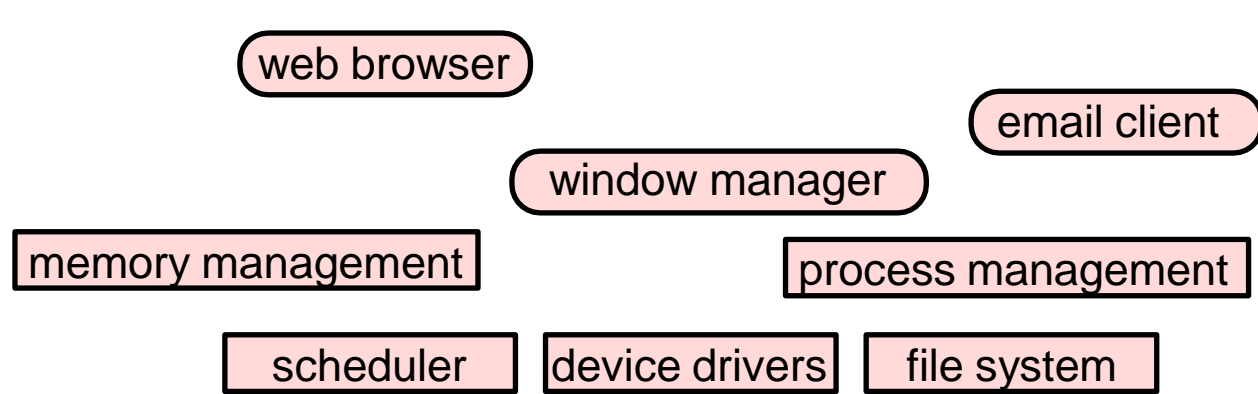 web browser
email client
window manager
memory management
process management
scheduler
device drivers
file system